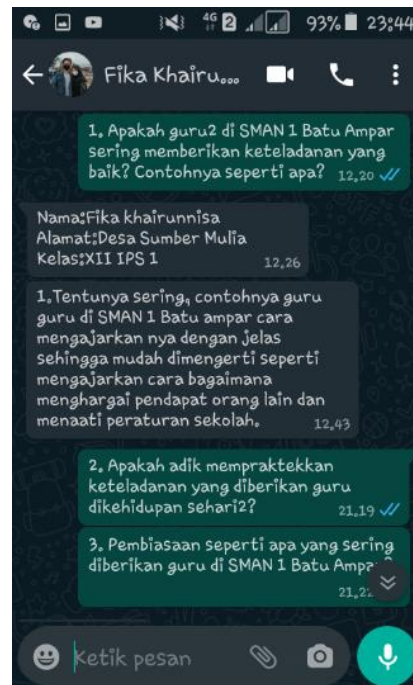 4G 2 93% 23:44
Fika Khairu...
1. Apakah guru2 di SMAN 1 Batu Ampar
sering memberikan keteladanan yang
baik? Contohnya seperti apa? 12.20
Nama:Fika khairunnisa
Alamat:Desa Sumber Mulia
Kelas:XII IPS 1 12.26
1.Tentunya sering, contohnya guru
guru di SMAN 1 Batu ampar cara
mengajarkan nya dengan jelas
sehingga mudah dimengerti seperti
mengajarkan cara bagaimana
menghargai pendapat orang lain dan
menaati peraturan sekolah. 12.43
2. Apakah adik mempraktekkan
keteladanan yang diberikan guru
dikehidupan sehari2? 21.19
3. Pembiasaan seperti apa yang sering
diberikan guru di SMAN 1 Batu
Ketik pesan